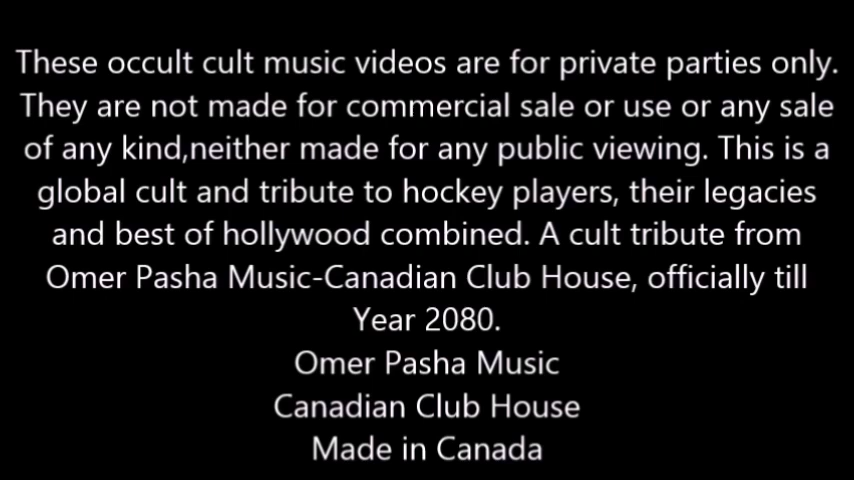 These occult cult music videos are for private parties only.
They are not made for commercial sale or use or any sale
of any kind,neither made for any public viewing. This is a
global cult and tribute to hockey players, their legacies
and best of hollywood combined. A cult tribute from
Omer Pasha Music-Canadian Club House, officially till
Year 2080.
Omer Pasha Music
Canadian Club House
Made in Canada